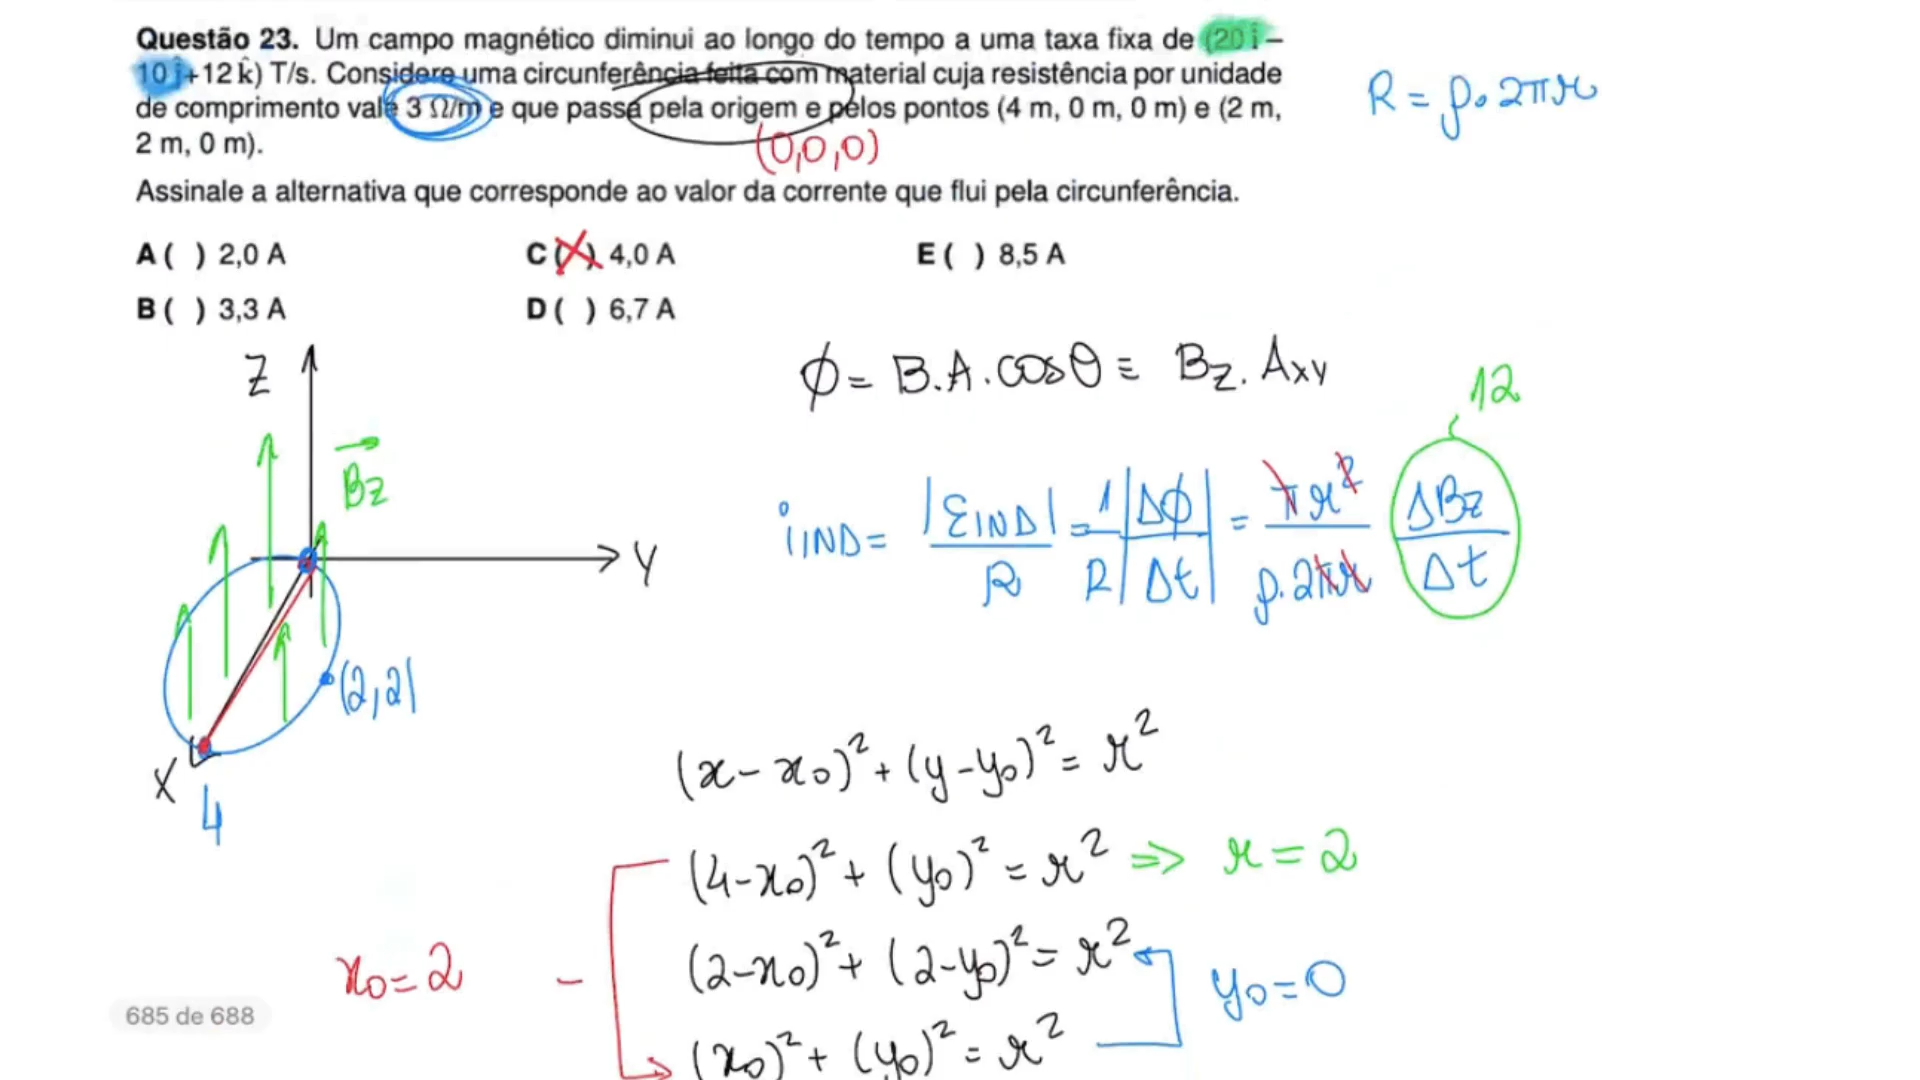 Questão 23. Um campo magnético diminui ao longo do tempo a uma taxa fixa de (20 î –
10 ĵ+12 k̂) T/s. Considere uma circunferência feita com material cuja resistência por unidade
de comprimento vale 3 Ω/m e que passa pela origem e pelos pontos (4 m, 0 m, 0 m) e (2 m,
2 m, 0 m).
(0,0,0)
R = ρ. 2πr
Assinale a alternativa que corresponde ao valor da corrente que flui pela circunferência.
A ( ) 2,0 A
C (X) 4,0 A
E ( ) 8,5 A
B ( ) 3,3 A
D ( ) 6,7 A
Z
Bz
Y
(2,2)
X
4
ϕ = B.A.cosθ = Bz. Axy
12
iIND = |εIND|/R = 1/R |Δϕ/Δt| = πr²/ρ.2πr ΔBz/Δt
(x - x₀)² + (y - y₀)² = r²
(4-x₀)² + (y₀)² = r² => r = 2
(2-x₀)² + (2-y₀)² = r²
x₀ = 2
-
y₀ = 0
(x₀)² + (y₀)² = r²
685 de 688